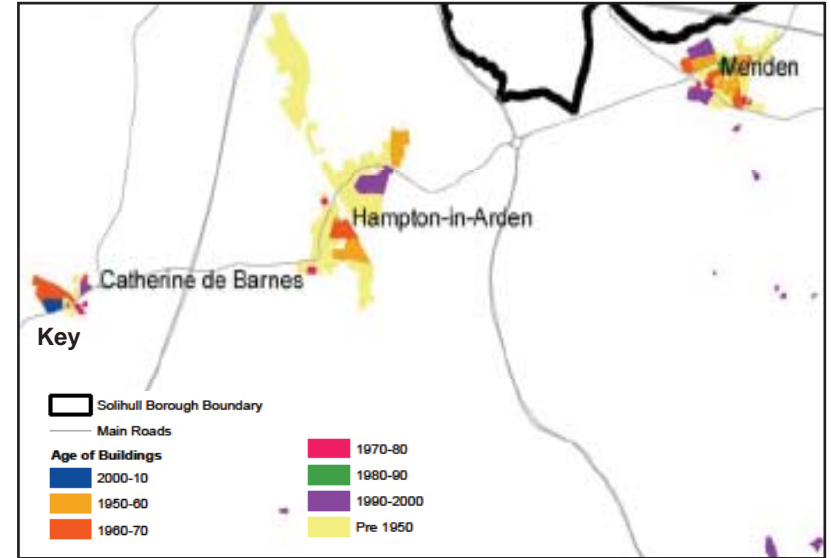 Meriden
Hampton-in-Arden
Catherine de Barnes
Key
Solihull Borough Boundary
Main Roads
Age of Buildings
2000-10
1950-60
1960-70
1970-80
1980-90
1990-2000
Pre 1950